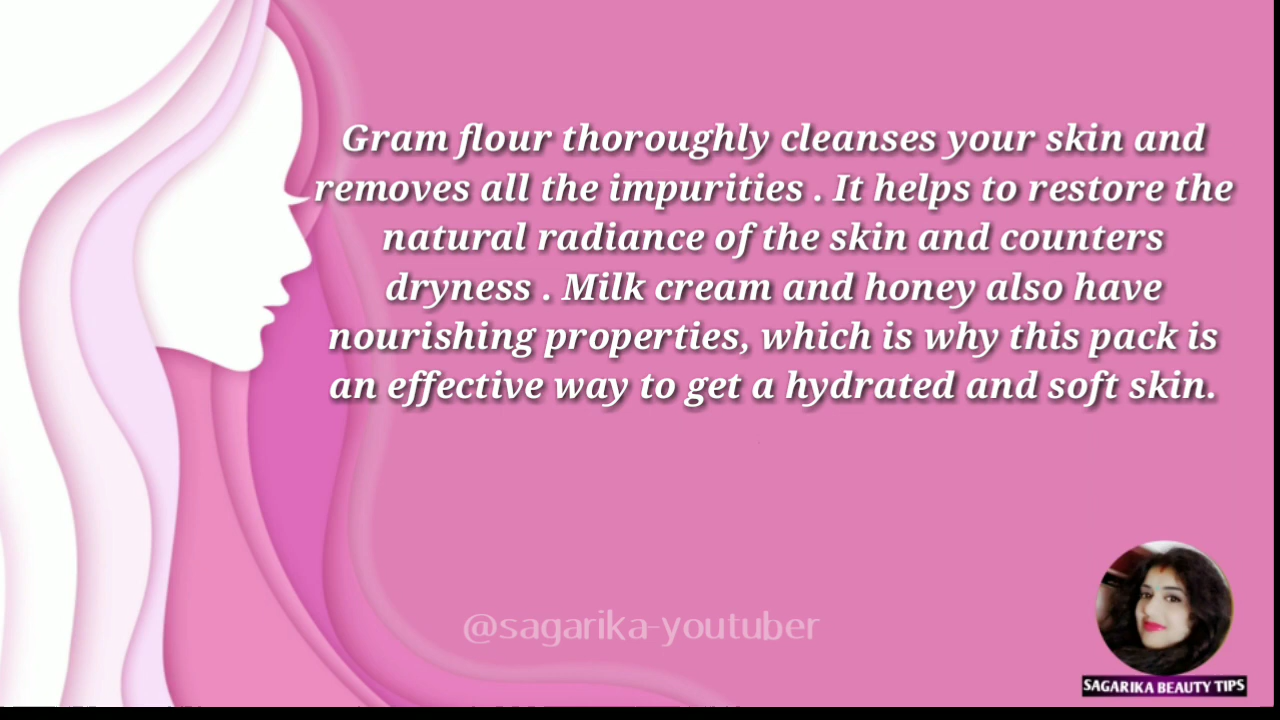 Gram flour thoroughly cleanses your skin and
removes all the impurities . It helps to restore the
natural radiance of the skin and counters
dryness . Milk cream and honey also have
nourishing properties, which is why this pack is
an effective way to get a hydrated and soft skin.
@sagarika-youtuber
SAGARIKA BEAUTY TIPS